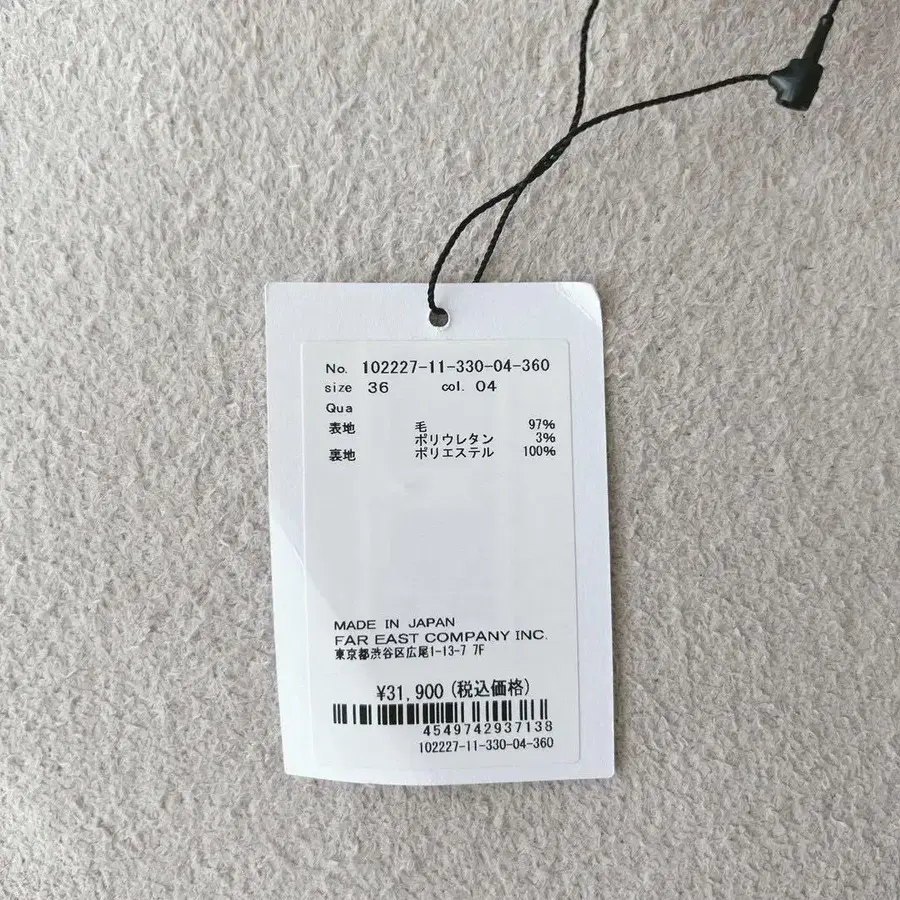 No. 102227-11-330-04-360
size 36 col. 04
Qua
表地 毛 97%
ポリウレタン 3%
裏地 ポリエステル 100%
MADE IN JAPAN
FAR EAST COMPANY INC.
東京都渋谷区広尾1-13-7 7F
¥31,900 (税込価格)
4549742937138
102227-11-330-04-360